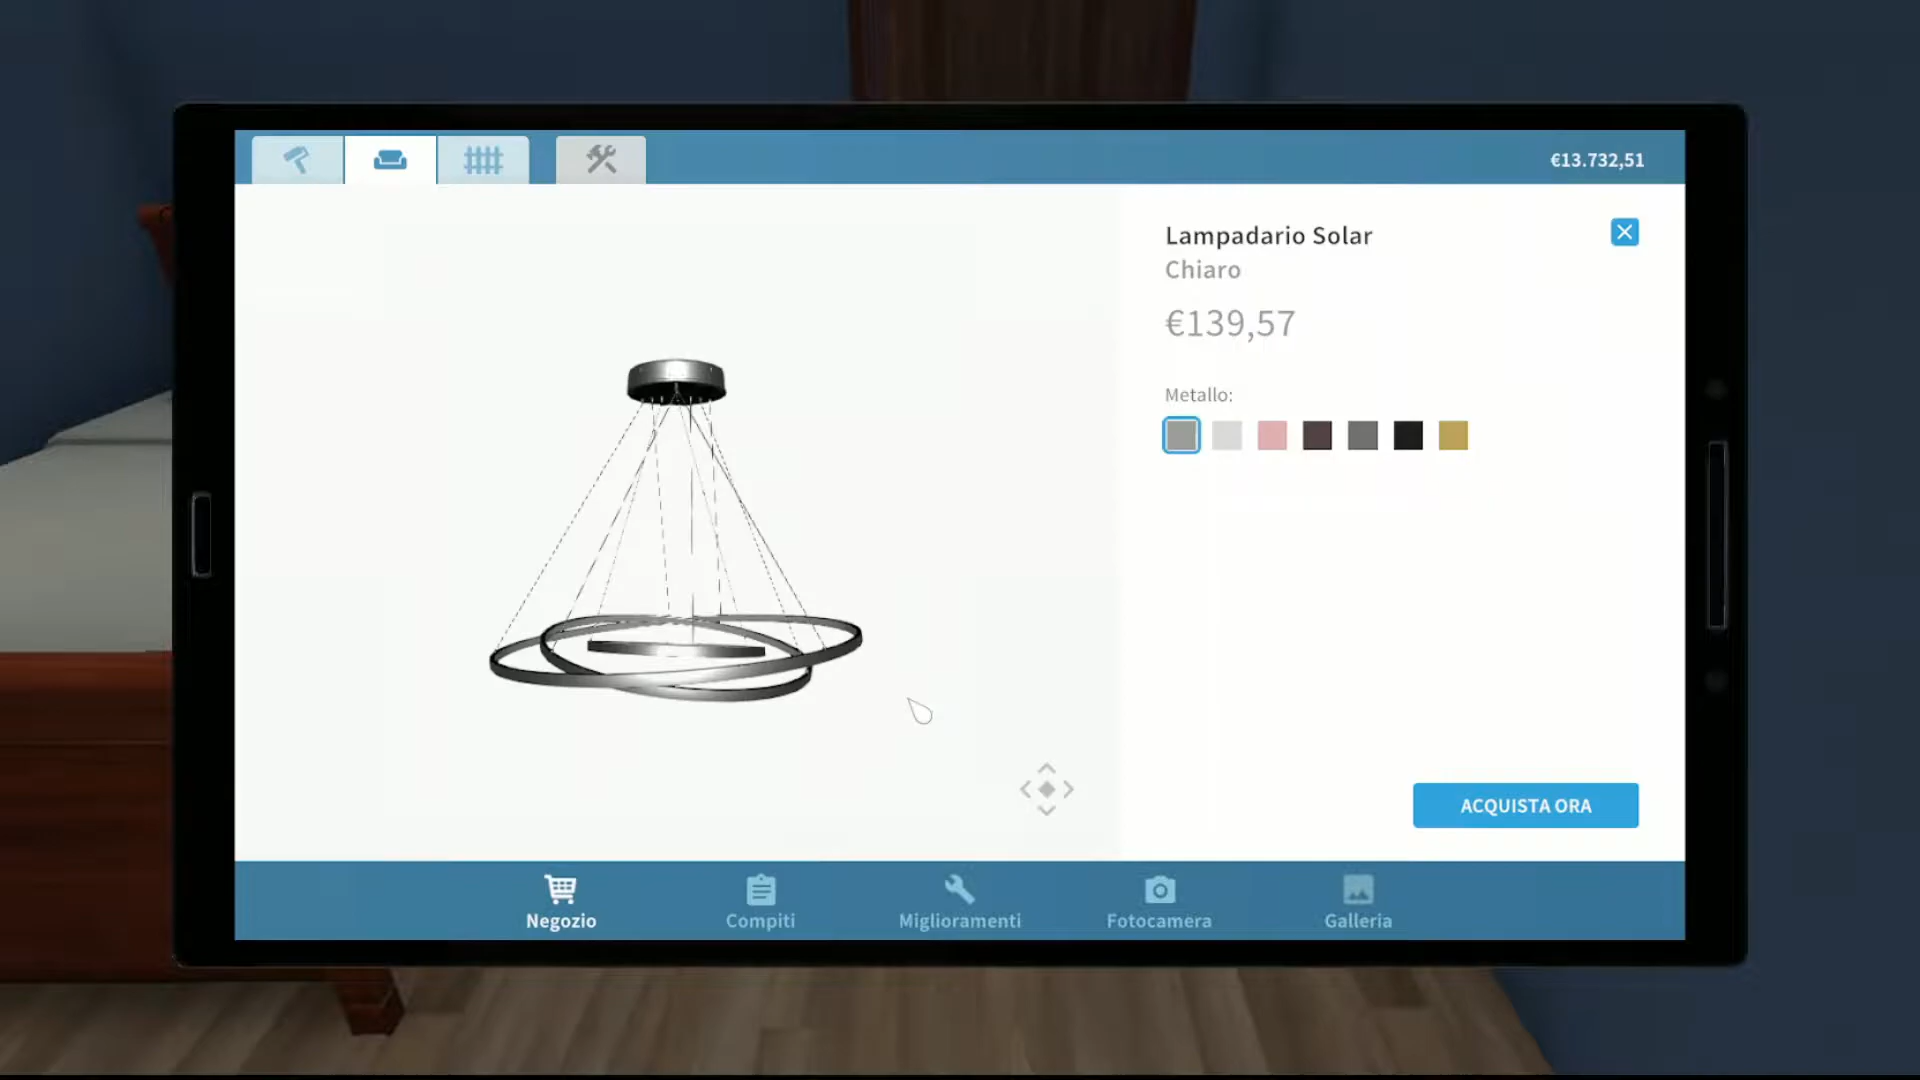 €13.732,51
Lampadario Solar
Chiaro
€139,57
Metallo:
ACQUISTA ORA
Negozio
Compiti
Miglioramenti
Fotocamera
Galleria